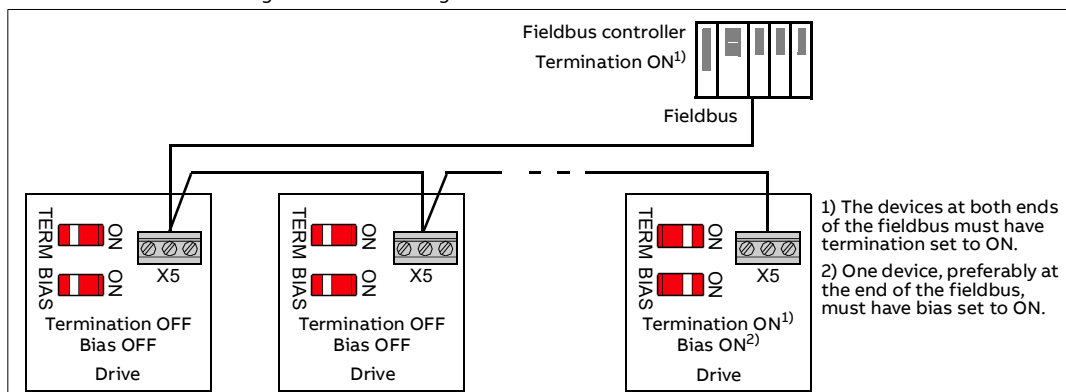 Fieldbus controller
Termination ON1)
Fieldbus
TERM
ON
BIAS
ON
X5
Termination OFF
Bias OFF
Drive
TERM
ON
BIAS
ON
X5
Termination OFF
Bias OFF
Drive
TERM
ON
BIAS
ON
X5
Termination ON1)
Bias ON2)
Drive
1) The devices at both ends
of the fieldbus must have
termination set to ON.
2) One device, preferably at
the end of the fieldbus,
must have bias set to ON.